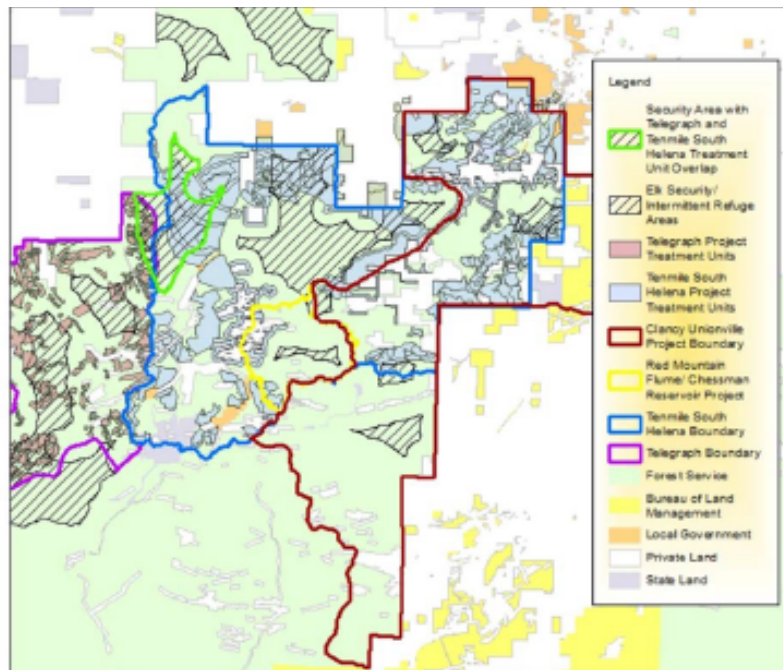 Legend
Security Area with
Telegraph and
Tenmile South
Helena Treatment
Unit Overlap
Elk Security/
Intermittent Refuge
Areas
Telegraph Project
Treatment Units
Tenmile South
Helena Project
Treatment Units
Clancy Unionville
Project Boundary
Red Mountain
Flume/ Chessman
Reservoir Project
Tenmile South
Helena Boundary
Telegraph Boundary
Forest Service
Bureau of Land
Management
Local Government
Private Land
State Land